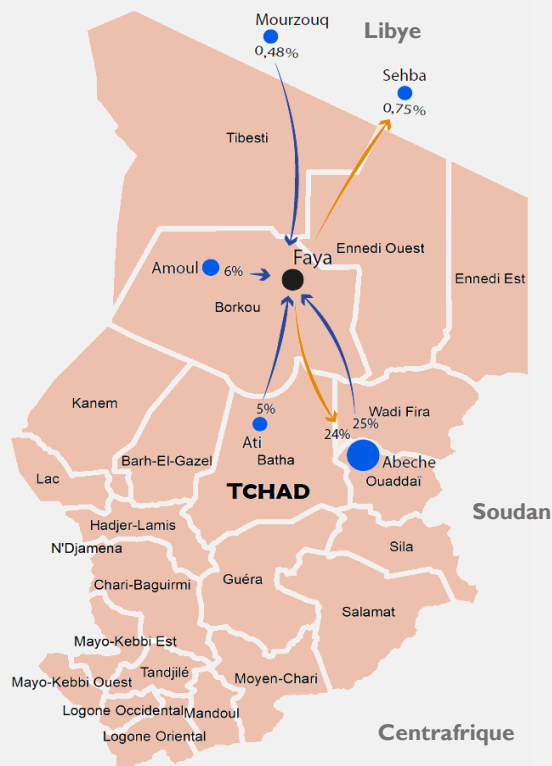 Mourzouq
0,48%
Libye
Sehba
0,75%
Tibesti
Ennedi Ouest
Faya
Amoul
6%
Ennedi Est
Borkou
Kanem
5%
Ati
Wadi Fira
25%
24%
Barh-El-Gazel
Batha
Abeche
Ouaddaï
Lac
TCHAD
Soudan
Hadjer-Lamis
N'Djamena
Sila
Chari-Baguirmi
Guéra
Salamat
Mayo-Kebbi Est
Tandjilé
Mayo-Kebbi Ouest
Moyen-Chari
Logone Occidental
Mandoul
Logone Oriental
Centrafrique